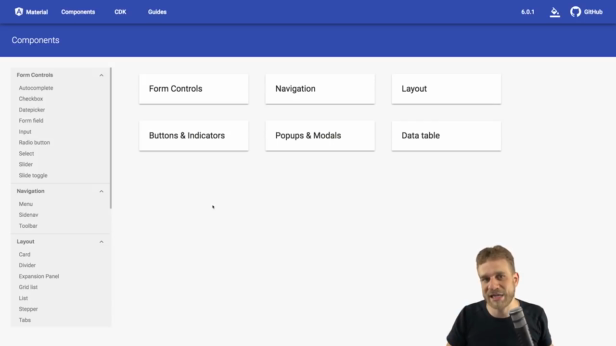 Material Components CDK Guides 6.0.1 GitHub
Components
Form Controls
Autocomplete
Checkbox
Datepicker
Form field
Input
Radio button
Select
Slider
Slide toggle
Navigation
Menu
Sidenav
Toolbar
Layout
Card
Divider
Expansion Panel
Grid list
List
Stepper
Tabs
Form Controls Navigation Layout
Buttons & Indicators Popups & Modals Data table